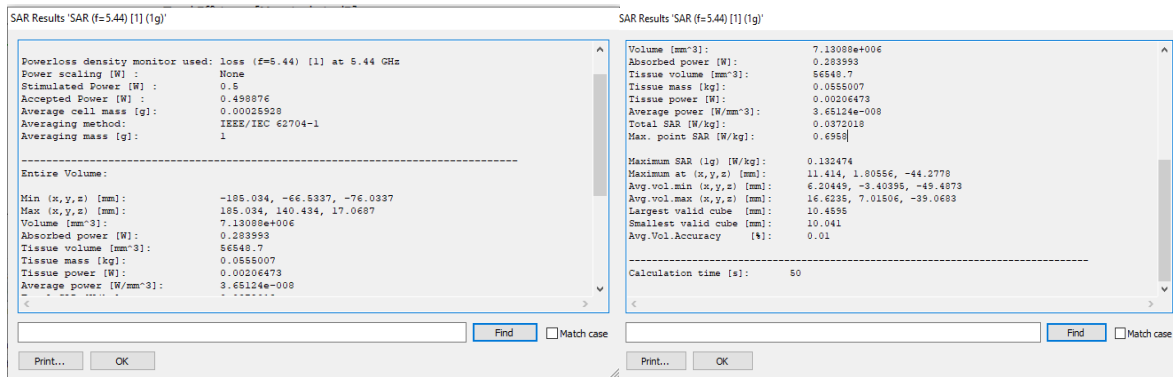 SAR Results 'SAR (f=5.44) [1] (1g)'
Powerloss density monitor used: loss (f=5.44) [1] at 5.44 GHz
Power scaling [W] : None
Stimulated Power [W] : 0.5
Accepted Power [W] : 0.498876
Average cell mass [g]: 0.00025928
Averaging method: IEEE/IEC 62704-1
Averaging mass [g]: 1
Entire Volume:
Min (x,y,z) [mm]: -185.034, -66.5337, -76.0337
Max (x,y,z) [mm]: 185.034, 140.434, 17.0687
Volume [mm^3]: 7.13088e+006
Absorbed power [W]: 0.283993
Tissue volume [mm^3]: 56548.7
Tissue mass [kg]: 0.0555007
Tissue power [W]: 0.00206473
Average power [W/mm^3]: 3.65124e-008
Find
Match case
Print...
OK
SAR Results 'SAR (f=5.44) [1] (1g)'
Volume [mm^3]: 7.13088e+006
Absorbed power [W]: 0.283993
Tissue volume [mm^3]: 56548.7
Tissue mass [kg]: 0.0555007
Tissue power [W]: 0.00206473
Average power [W/mm^3]: 3.65124e-008
Total SAR [W/kg]: 0.0372018
Max. point SAR [W/kg]: 0.6958
Maximum SAR (1g) [W/kg]: 0.132474
Maximum at (x,y,z) [mm]: 11.414, 1.80556, -44.2778
Avg.vol.min (x,y,z) [mm]: 6.20449, -3.40395, -49.4873
Avg.vol.max (x,y,z) [mm]: 16.6235, 7.01506, -39.0683
Largest valid cube [mm]: 10.4595
Smallest valid cube [mm]: 10.041
Avg.Vol.Accuracy [%]: 0.01
Calculation time [s]: 50
Find
Match case
Print...
OK